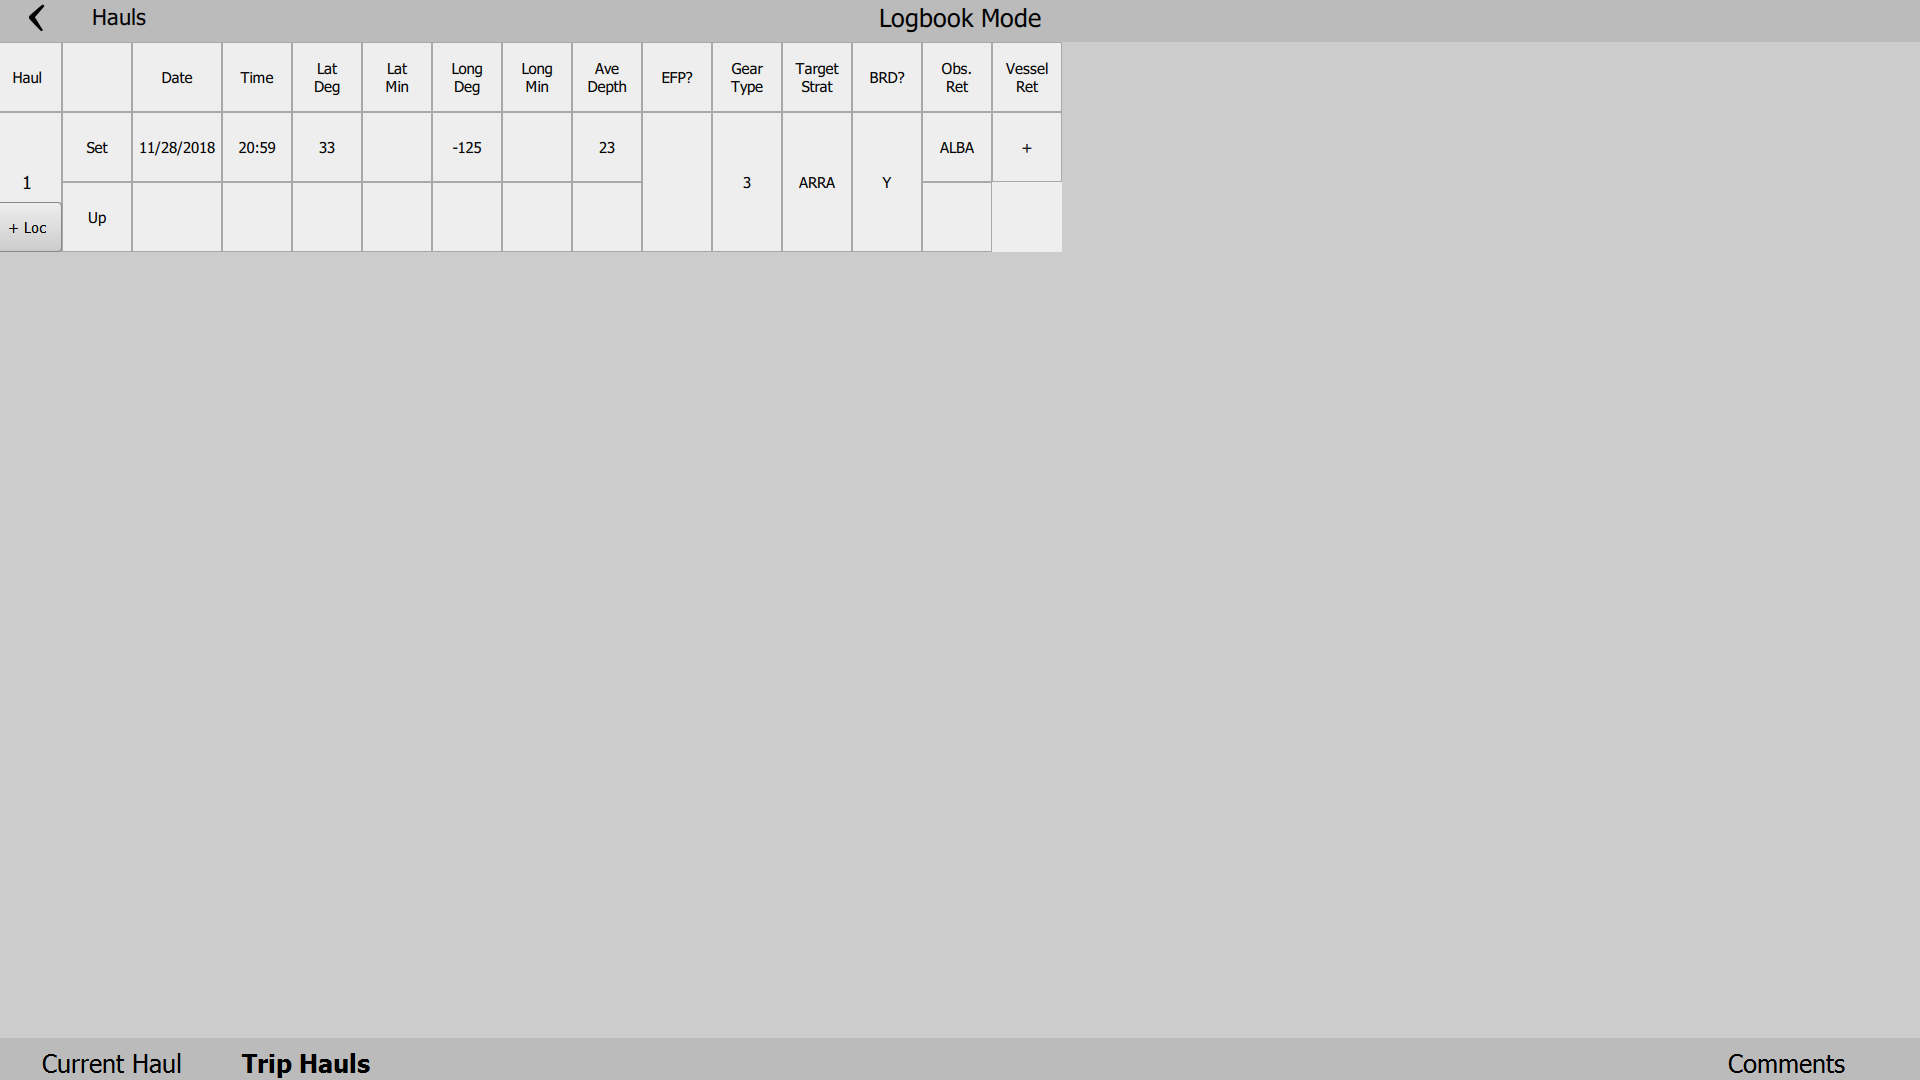 Hauls
Logbook Mode
Haul Date Time Lat Deg Lat Min Long Deg Long Min Ave Depth EFP? Gear Type Target Strat BRD? Obs. Ret Vessel Ret
Set 11/28/2018 20:59 33 -125 23 ALBA +
1 3 ARRA Y
+ Loc Up
Current Haul Trip Hauls Comments